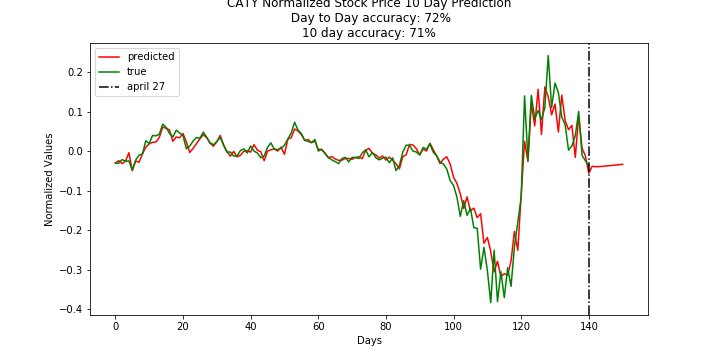 CATY Normalized Stock Price 10 Day Prediction
Day to Day accuracy: 72%
10 day accuracy: 71%
predicted
true
april 27
Normalized Values
0.2
0.1
0.0
−0.1
−0.2
−0.3
−0.4
0 20 40 60 80 100 120 140
Days